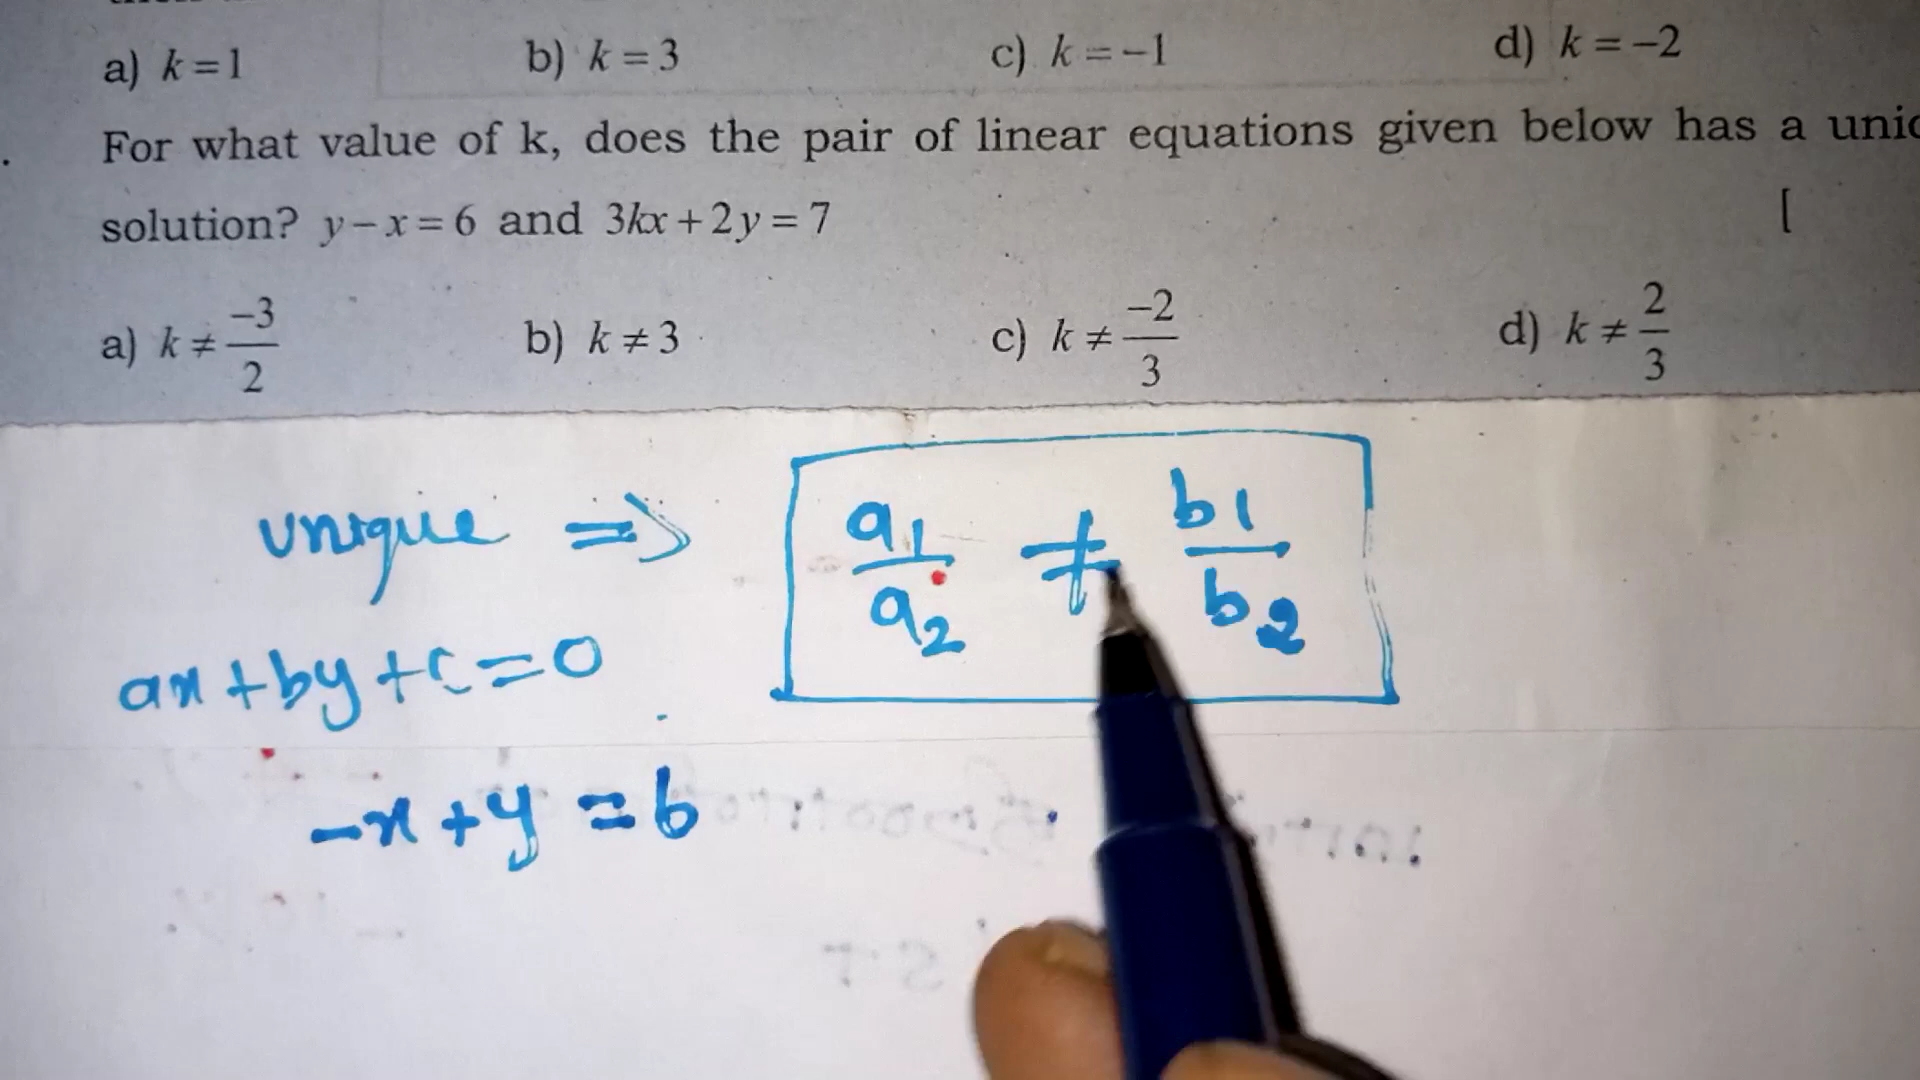 a) k = 1 b) k = 3 c) k = −1 d) k = −2
. For what value of k, does the pair of linear equations given below has a
solution? y − x = 6 and 3kx + 2y = 7 [
a) k ≠ −3/2 b) k ≠ 3 c) k ≠ −2/3 d) k ≠ 2/3
unique => a1/a2 ≠ b1/b2
ax + by + c = 0
-x + y = 6